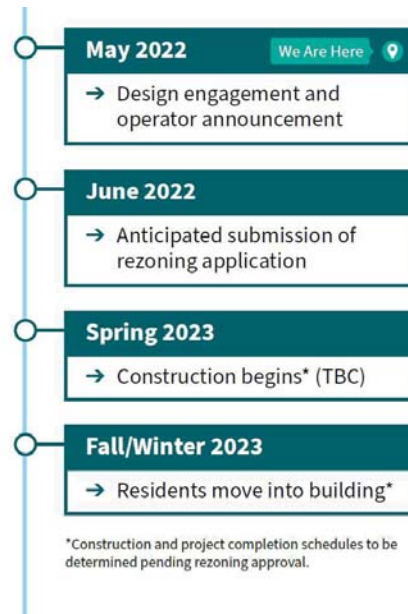 May 2022 We Are Here
→ Design engagement and
operator announcement
June 2022
→ Anticipated submission of
rezoning application
Spring 2023
→ Construction begins* (TBC)
Fall/Winter 2023
→ Residents move into building*
*Construction and project completion schedules to be
determined pending rezoning approval.